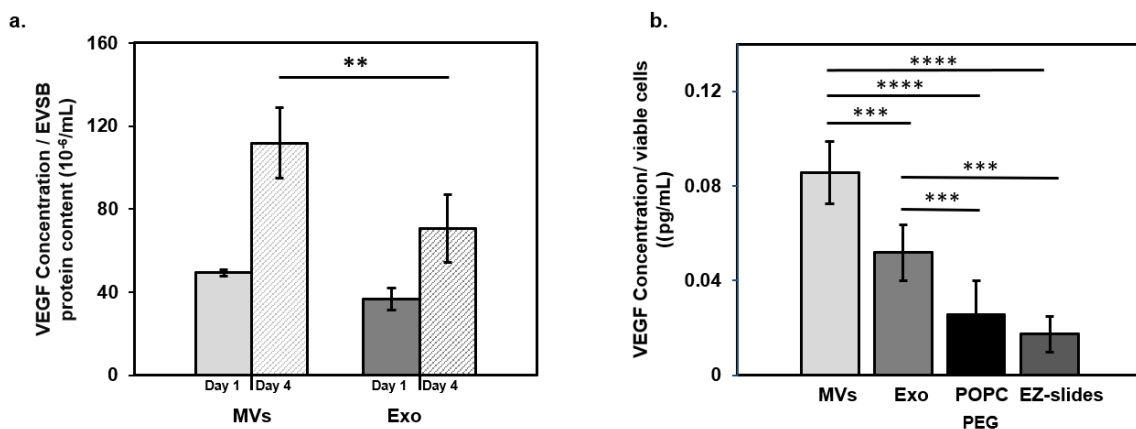 a.
VEGF Concentration / EVSB
protein content (10⁻⁶/mL)
160
120
80
40
0
**
Day 1 Day 4 Day 1 Day 4
MVs Exo
b.
VEGF Concentration/ viable cells
((pg/mL)
0.12
0.08
0.04
0
****
****
***
***
***
MVs Exo POPC EZ-slides
PEG